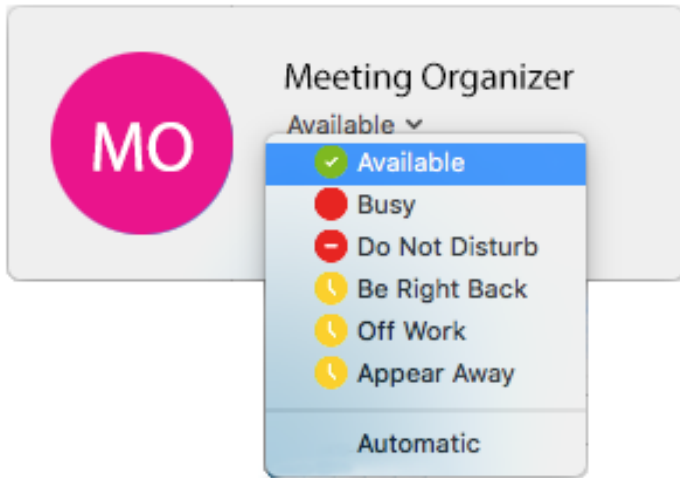 Meeting Organizer
MO
Available
Available
Busy
Do Not Disturb
Be Right Back
Off Work
Appear Away
Automatic